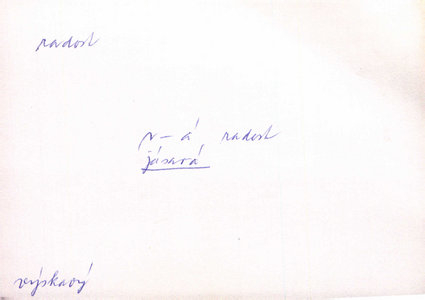 radost
v-á radost
jásavá
výskavý